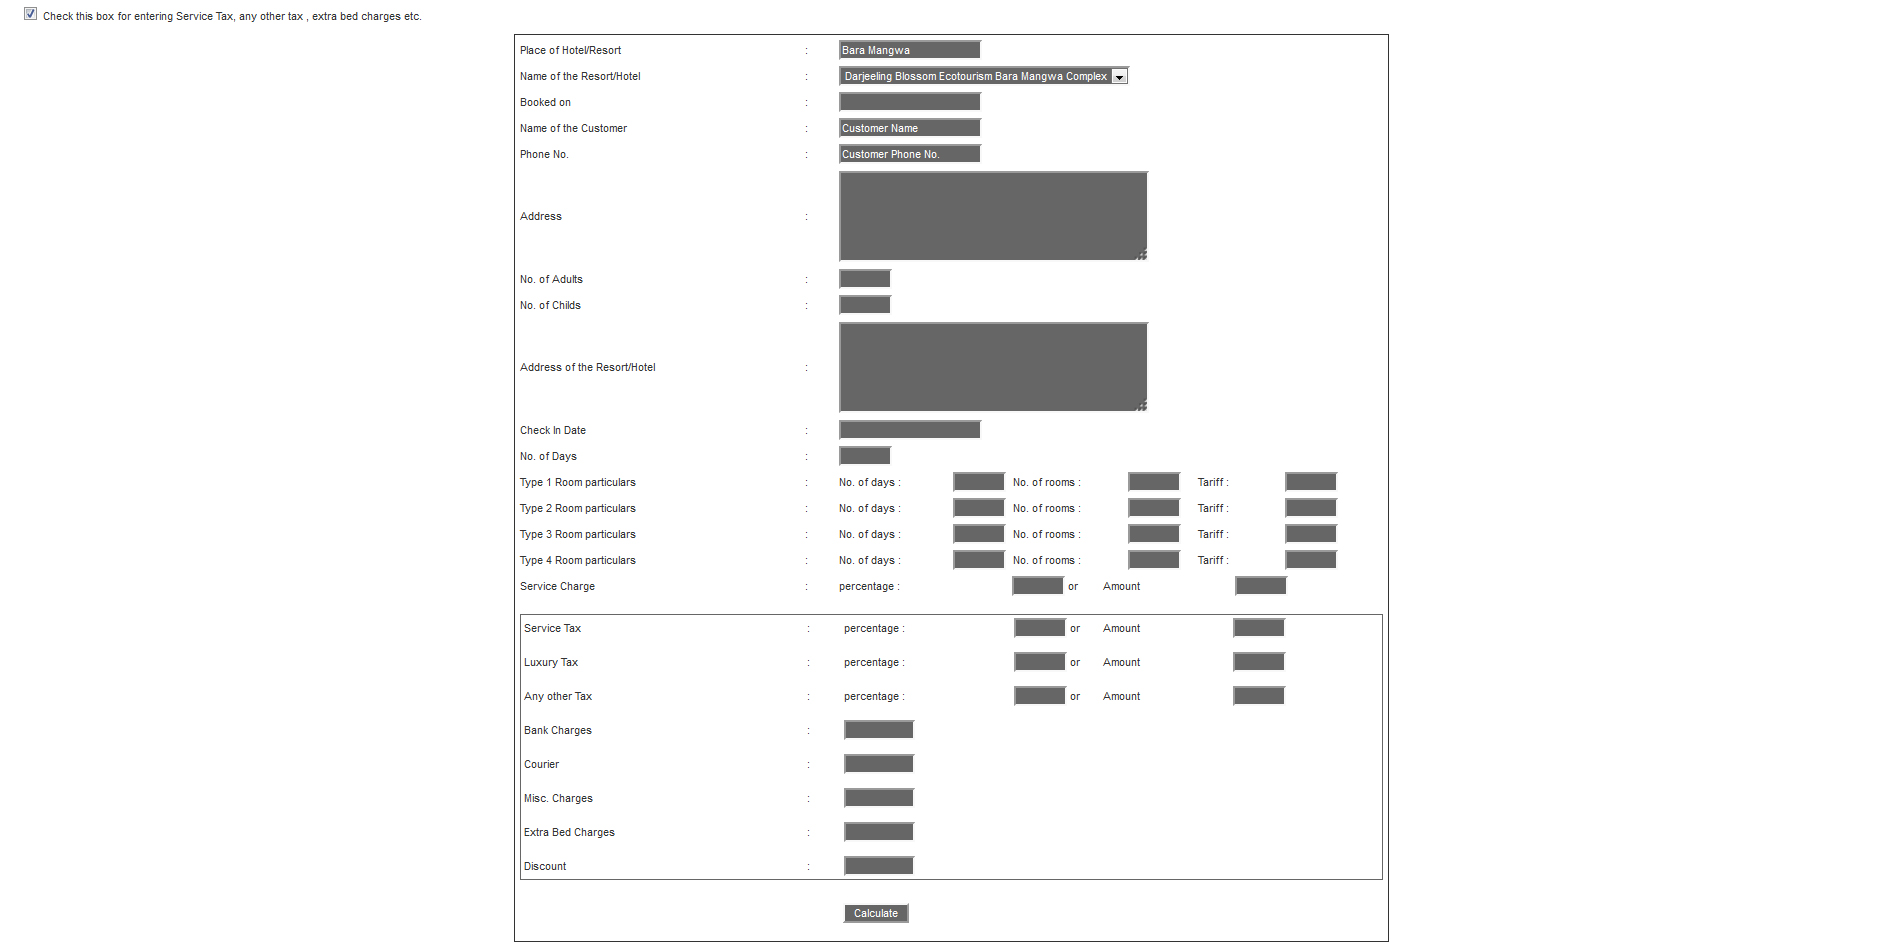 Check this box for entering Service Tax, any other tax , extra bed charges etc.
Place of Hotel/Resort : Bara Mangwa
Name of the Resort/Hotel : Darjeeling Blossom Ecotourism Bara Mangwa Complex
Booked on :
Name of the Customer : Customer Name
Phone No. : Customer Phone No.
Address :
No. of Adults :
No. of Childs :
Address of the Resort/Hotel :
Check In Date :
No. of Days :
Type 1 Room particulars : No. of days : No. of rooms : Tariff :
Type 2 Room particulars : No. of days : No. of rooms : Tariff :
Type 3 Room particulars : No. of days : No. of rooms : Tariff :
Type 4 Room particulars : No. of days : No. of rooms : Tariff :
Service Charge : percentage : or Amount
Service Tax : percentage : or Amount
Luxury Tax : percentage : or Amount
Any other Tax : percentage : or Amount
Bank Charges :
Courier :
Misc. Charges :
Extra Bed Charges :
Discount :
Calculate